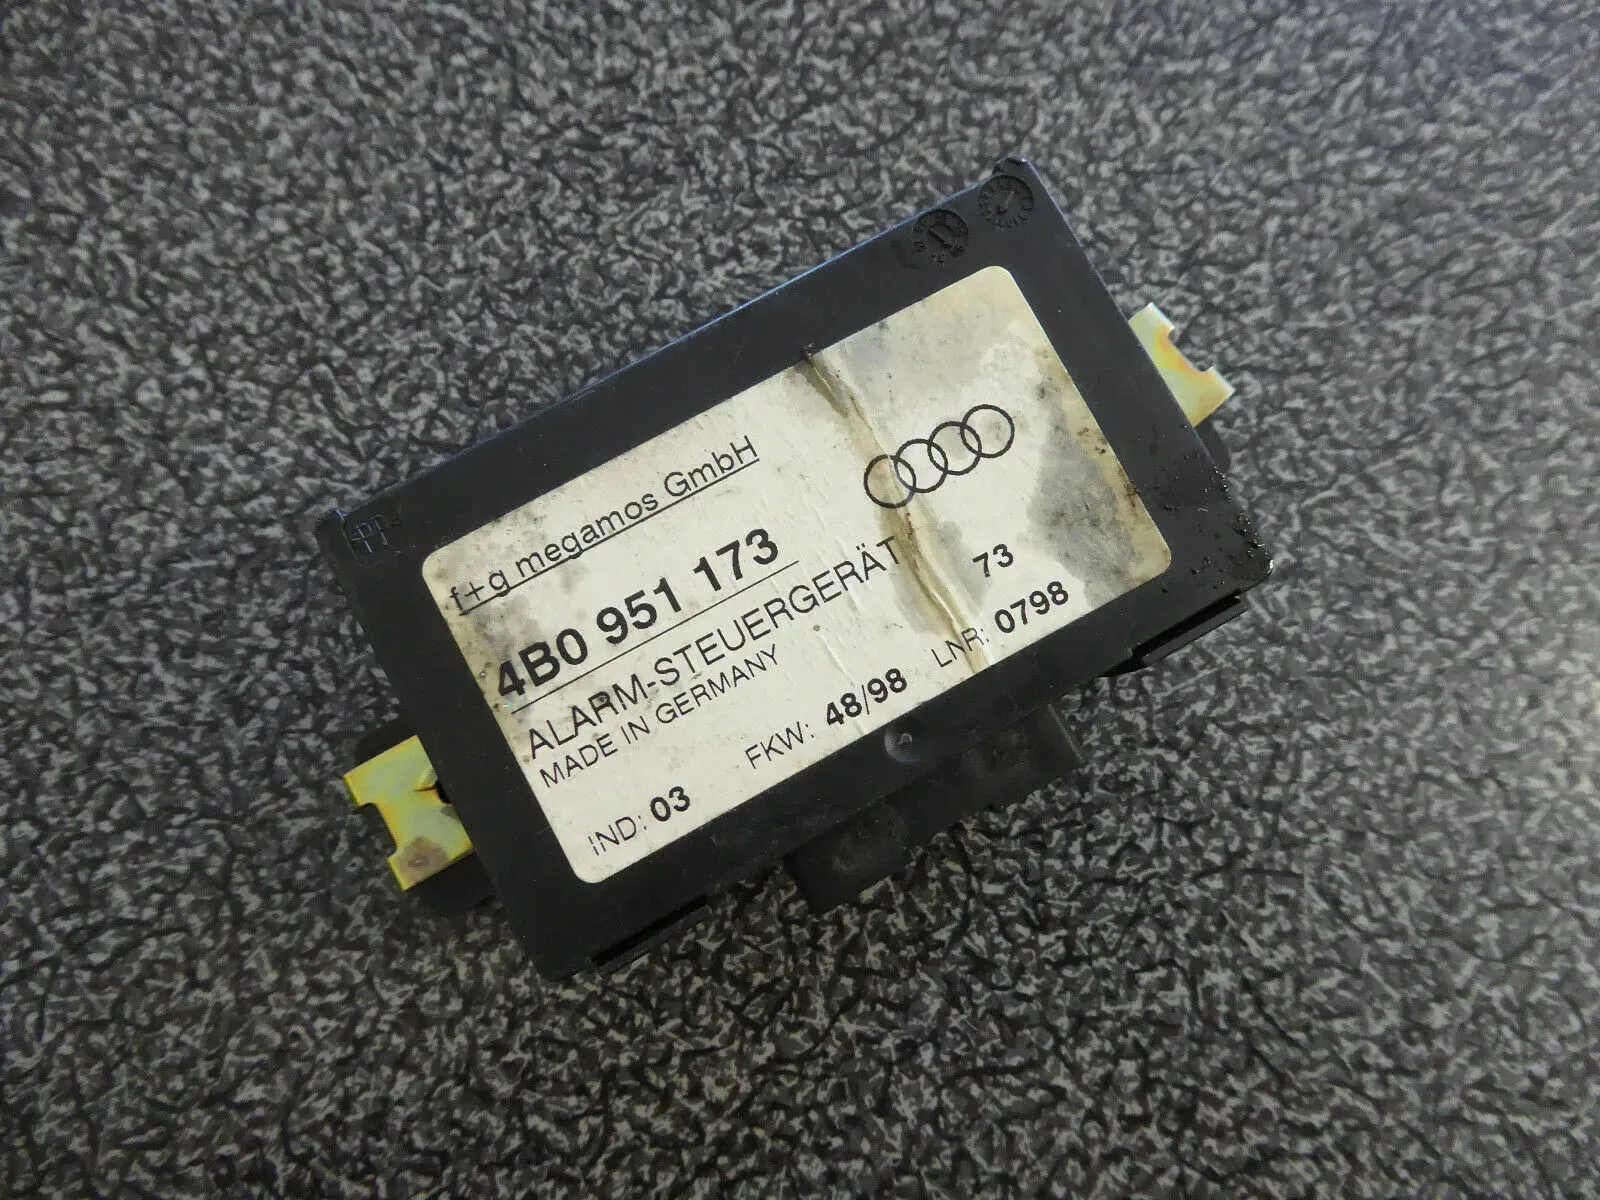 f+g megamos GmbH
4B0 951 173
ALARM-STEUERGERÄT 73
MADE IN GERMANY
IND: 03 FKW: 48/98 LNR: 0798